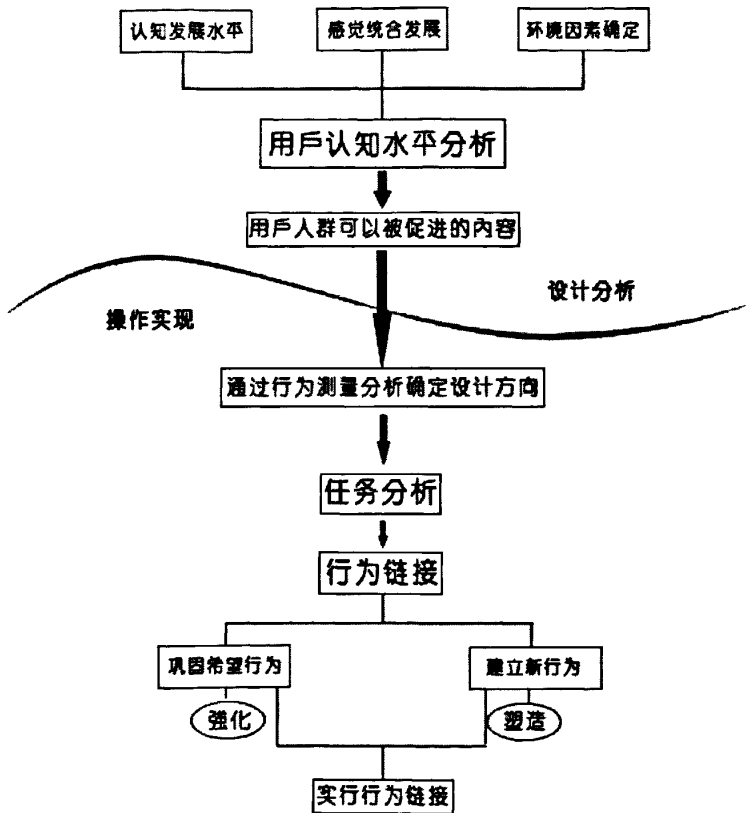 认知发展水平
感觉统合发展
环境因素确定
用戶认知水平分析
用戶人群可以被促进的内容
设计分析
操作实现
通过行为测量分析确定设计方向
任务分析
行为链接
巩固希望行为
建立新行为
强化
塑造
实行行为链接